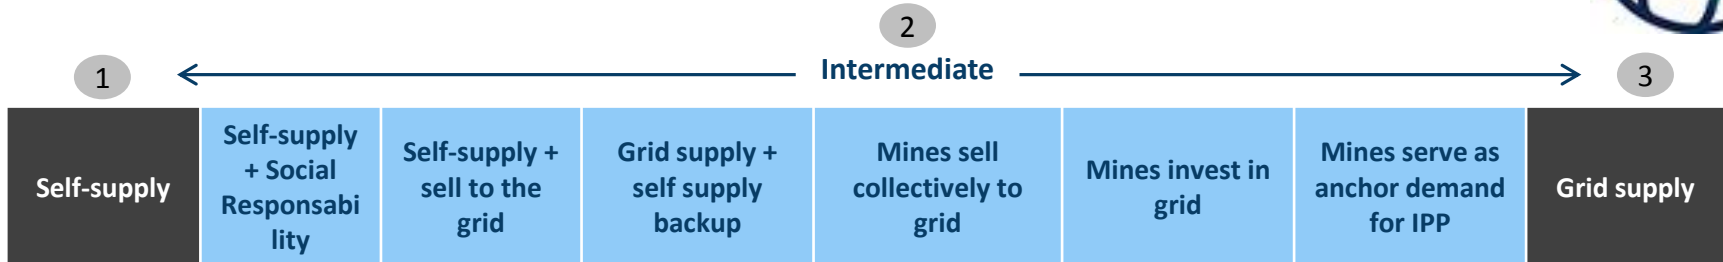 2
1
Intermediate
3
Self-supply
Self-supply
+ Social
Responsabi
lity
Self-supply +
sell to the
grid
Grid supply +
self supply
backup
Mines sell
collectively to
grid
Mines invest in
grid
Mines serve as
anchor demand
for IPP
Grid supply